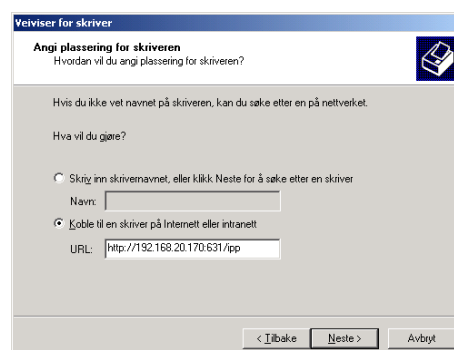 Veiviser for skriver
Angi plassering for skriveren
Hvordan vil du angi plassering for skriveren?
Hvis du ikke vet navnet på skriveren, kan du søke etter en på nettverket.
Hva vil du gjøre?
Skriv inn skrivernavnet, eller klikk Neste for å søke etter en skriver
Navn:
Koble til en skriver på Internett eller intranett
URL: http://192.168.20.170:631/ipp
< Tilbake Neste > Avbryt